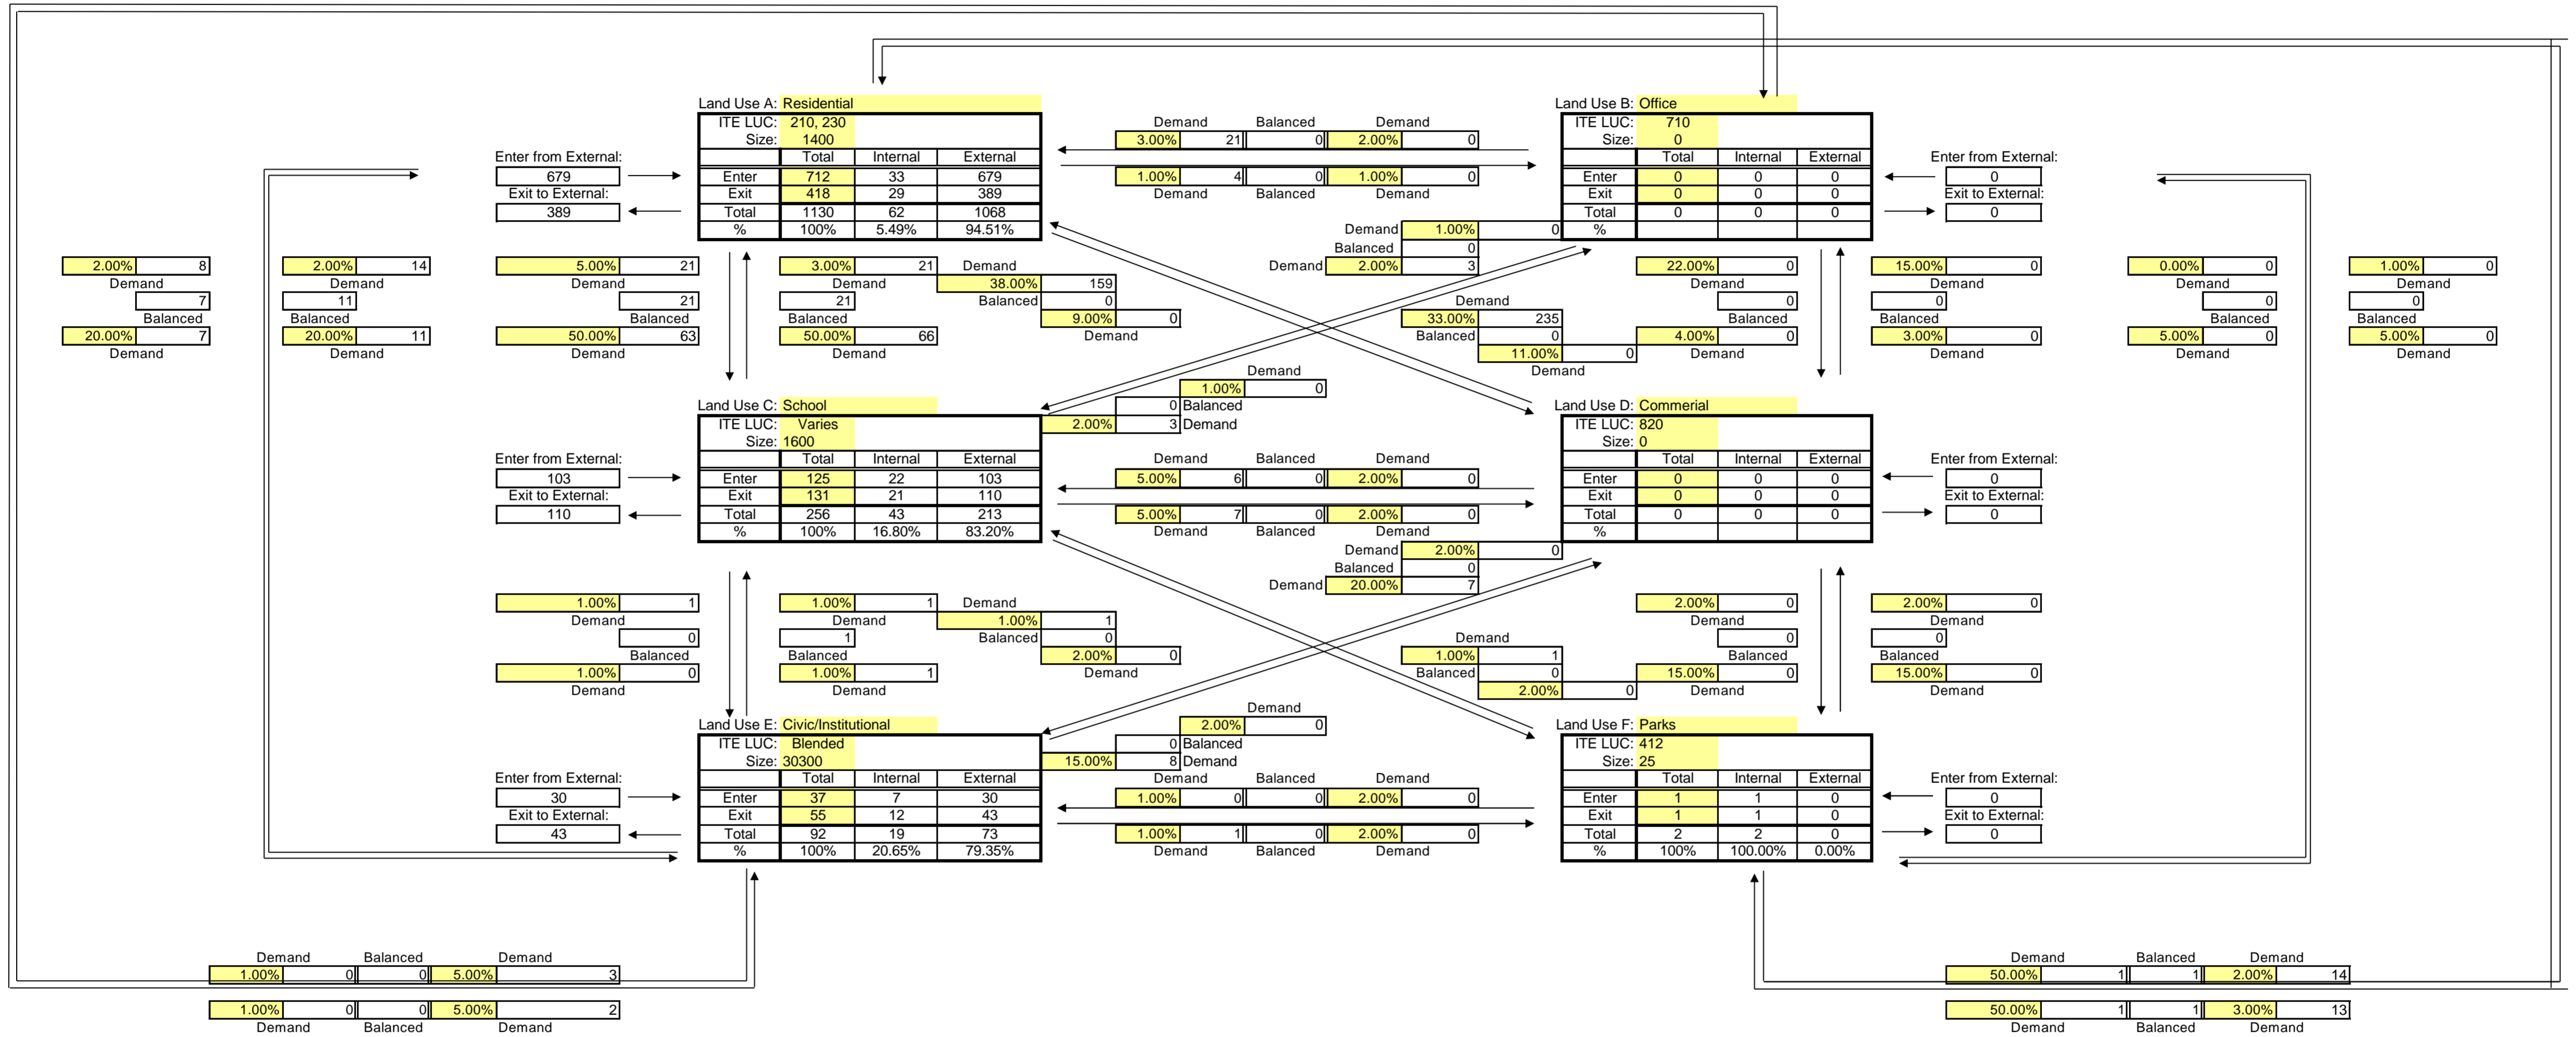 Land Use A: Residential
ITE LUC: 210, 230
Size: 1400
Total Internal External
Enter 712 33 679
Exit 418 29 389
Total 1130 62 1068
% 100% 5.49% 94.51%
Enter from External:
679
Exit to External:
389
Demand Balanced Demand
3.00% 21 0 2.00% 0
1.00% 4 0 1.00% 0
Demand Balanced Demand
Land Use B: Office
ITE LUC: 710
Size: 0
Total Internal External
Enter 0 0 0
Exit 0 0 0
Total 0 0 0
%
Enter from External:
0
Exit to External:
0
Demand 1.00% 0
Balanced 0
Demand 2.00% 3
2.00% 8
Demand
7
Balanced
20.00% 7
Demand
2.00% 14
Demand
11
Balanced
20.00% 11
Demand
5.00% 21
Demand
21
Balanced
50.00% 63
Demand
3.00% 21
Demand
21
Balanced
50.00% 66
Demand
Demand
38.00% 159
Balanced 0
9.00% 0
Demand
Demand
33.00% 235
Balanced 0
11.00% 0
Demand
22.00% 0
Demand
0
Balanced
4.00% 0
Demand
15.00% 0
Demand
0
Balanced
3.00% 0
Demand
0.00% 0
Demand
0
Balanced
5.00% 0
Demand
1.00% 0
Demand
0
Balanced
5.00% 0
Demand
Demand
1.00% 0
0 Balanced
2.00% 3 Demand
Land Use C: School
ITE LUC: Varies
Size: 1600
Total Internal External
Enter 125 22 103
Exit 131 21 110
Total 256 43 213
% 100% 16.80% 83.20%
Enter from External:
103
Exit to External:
110
Demand Balanced Demand
5.00% 6 0 2.00% 0
5.00% 7 0 2.00% 0
Demand Balanced Demand
Land Use D: Commerial
ITE LUC: 820
Size: 0
Total Internal External
Enter 0 0 0
Exit 0 0 0
Total 0 0 0
%
Enter from External:
0
Exit to External:
0
Demand 2.00% 0
Balanced 0
Demand 20.00% 7
1.00% 1
Demand
0
Balanced
1.00% 0
Demand
1.00% 1
Demand
1
Balanced
1.00% 1
Demand
Demand
1.00% 1
Balanced 0
2.00% 0
Demand
Demand
1.00% 1
Balanced 0
2.00% 0
2.00% 0
Demand
0
Balanced
15.00% 0
Demand
2.00% 0
Demand
0
Balanced
15.00% 0
Demand
Demand
2.00% 0
0 Balanced
15.00% 8 Demand
Land Use E: Civic/Institutional
ITE LUC: Blended
Size: 30300
Total Internal External
Enter 37 7 30
Exit 55 12 43
Total 92 19 73
% 100% 20.65% 79.35%
Enter from External:
30
Exit to External:
43
Demand Balanced Demand
1.00% 0 0 2.00% 0
1.00% 1 0 2.00% 0
Demand Balanced Demand
Land Use F: Parks
ITE LUC: 412
Size: 25
Total Internal External
Enter 1 1 0
Exit 1 1 0
Total 2 2 0
% 100% 100.00% 0.00%
Enter from External:
0
Exit to External:
0
Demand Balanced Demand
1.00% 0 0 5.00% 3
1.00% 0 0 5.00% 2
Demand Balanced Demand
Demand Balanced Demand
50.00% 1 1 2.00% 14
50.00% 1 1 3.00% 13
Demand Balanced Demand